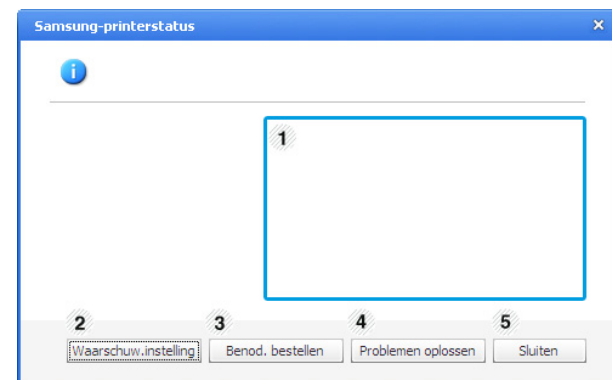 Samsung-printerstatus
1
2 3 4 5
Waarschuw.instelling Benod. bestellen Problemen oplossen Sluiten